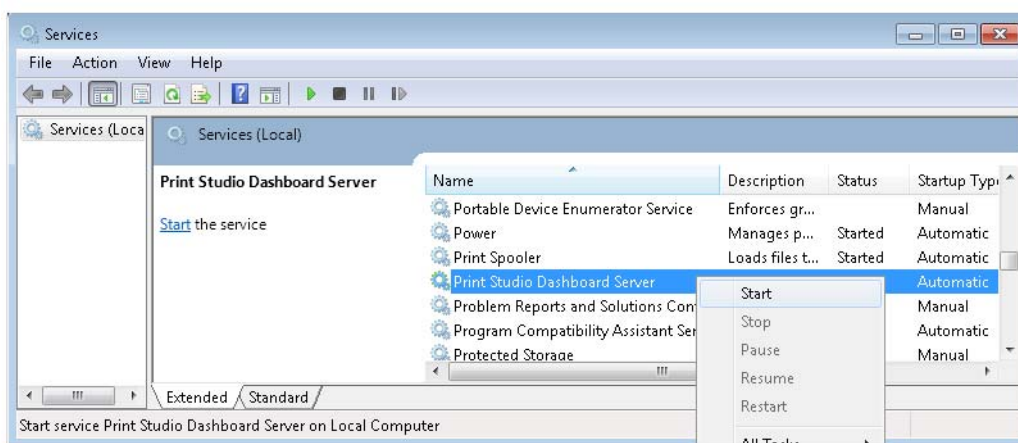 Services
File Action View Help
Services (Loca
Services (Local)
Print Studio Dashboard Server
Start the service
Name Description Status Startup Typ
Portable Device Enumerator Service Enforces gr... Manual
Power Manages p... Started Automatic
Print Spooler Loads files t... Started Automatic
Print Studio Dashboard Server Automatic
Problem Reports and Solutions Con Manual
Program Compatibility Assistant Ser Automatic
Protected Storage Manual
Start
Stop
Pause
Resume
Restart
All Tasks
Extended Standard
Start service Print Studio Dashboard Server on Local Computer